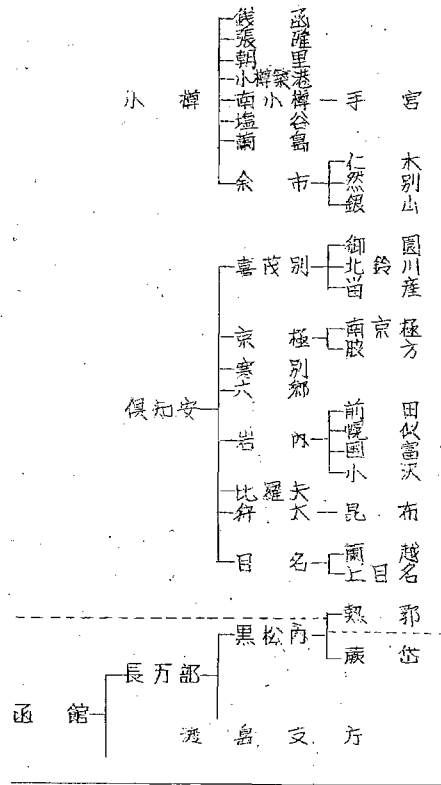 銭函
張碓
朝里
小樽築港
小樽
南小樽
手宮
塩谷
蘭島
仁木
余市
然別
銀山
御園
喜茂別
北鈴川
留産
南京極
京極
脇方
寒別
六郷
倶知安
前田
幌似
岩内
國富
小沢
比羅夫
狩太
昆布
蘭越
目名
上目名
熱郛
黒松内
蕨岱
長万部
函館
渡島支庁